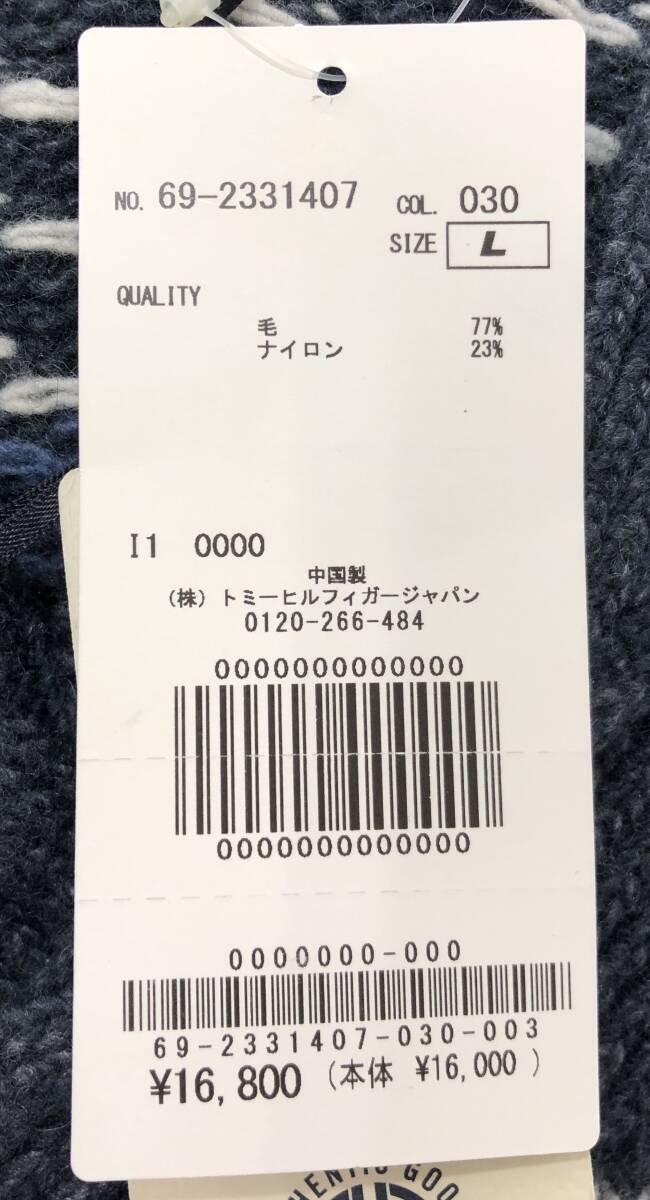 NO. 69-2331407 COL. 030
SIZE L
QUALITY
毛 77%
ナイロン 23%
I1 0000
中国製
(株)トミーヒルフィガージャパン
0120-266-484
0000000000000
0000000000000
0000000-000
69-2331407-030-003
¥16,800 (本体 ¥16,000 )